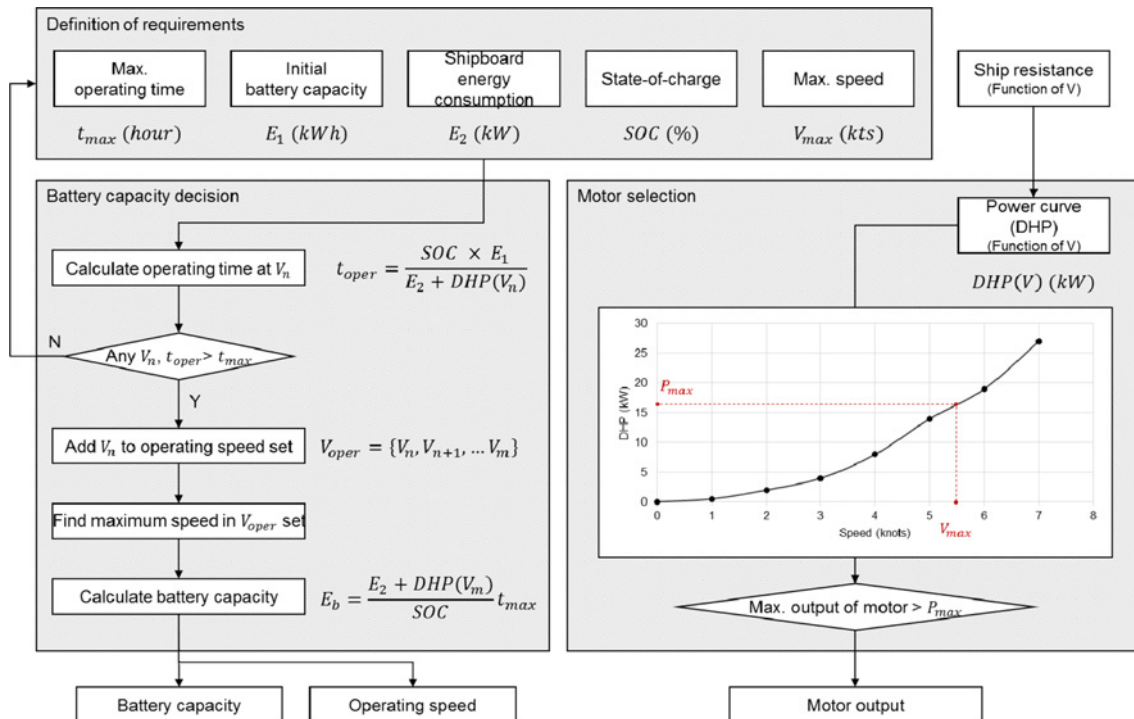 Definition of requirements
Max.
operating time
Initial
battery capacity
Shipboard
energy
consumption
State-of-charge
Max. speed
t_max (hour)
E_1 (kWh)
E_2 (kW)
SOC (%)
V_max (kts)
Ship resistance
(Function of V)
Battery capacity decision
Calculate operating time at V_n
t_oper = (SOC × E_1) / (E_2 + DHP(V_n))
N
Any V_n, t_oper > t_max
Y
Add V_n to operating speed set
V_oper = {V_n, V_{n+1}, … V_m}
Find maximum speed in V_oper set
Calculate battery capacity
E_b = (E_2 + DHP(V_m)) / SOC t_max
Battery capacity
Operating speed
Motor selection
Power curve
(DHP)
(Function of V)
DHP(V) (kW)
DHP (kW)
30
25
20
15
10
5
0
P_max
0 1 2 3 4 5 6 7 8
Speed (knots)
V_max
Max. output of motor > P_max
Motor output